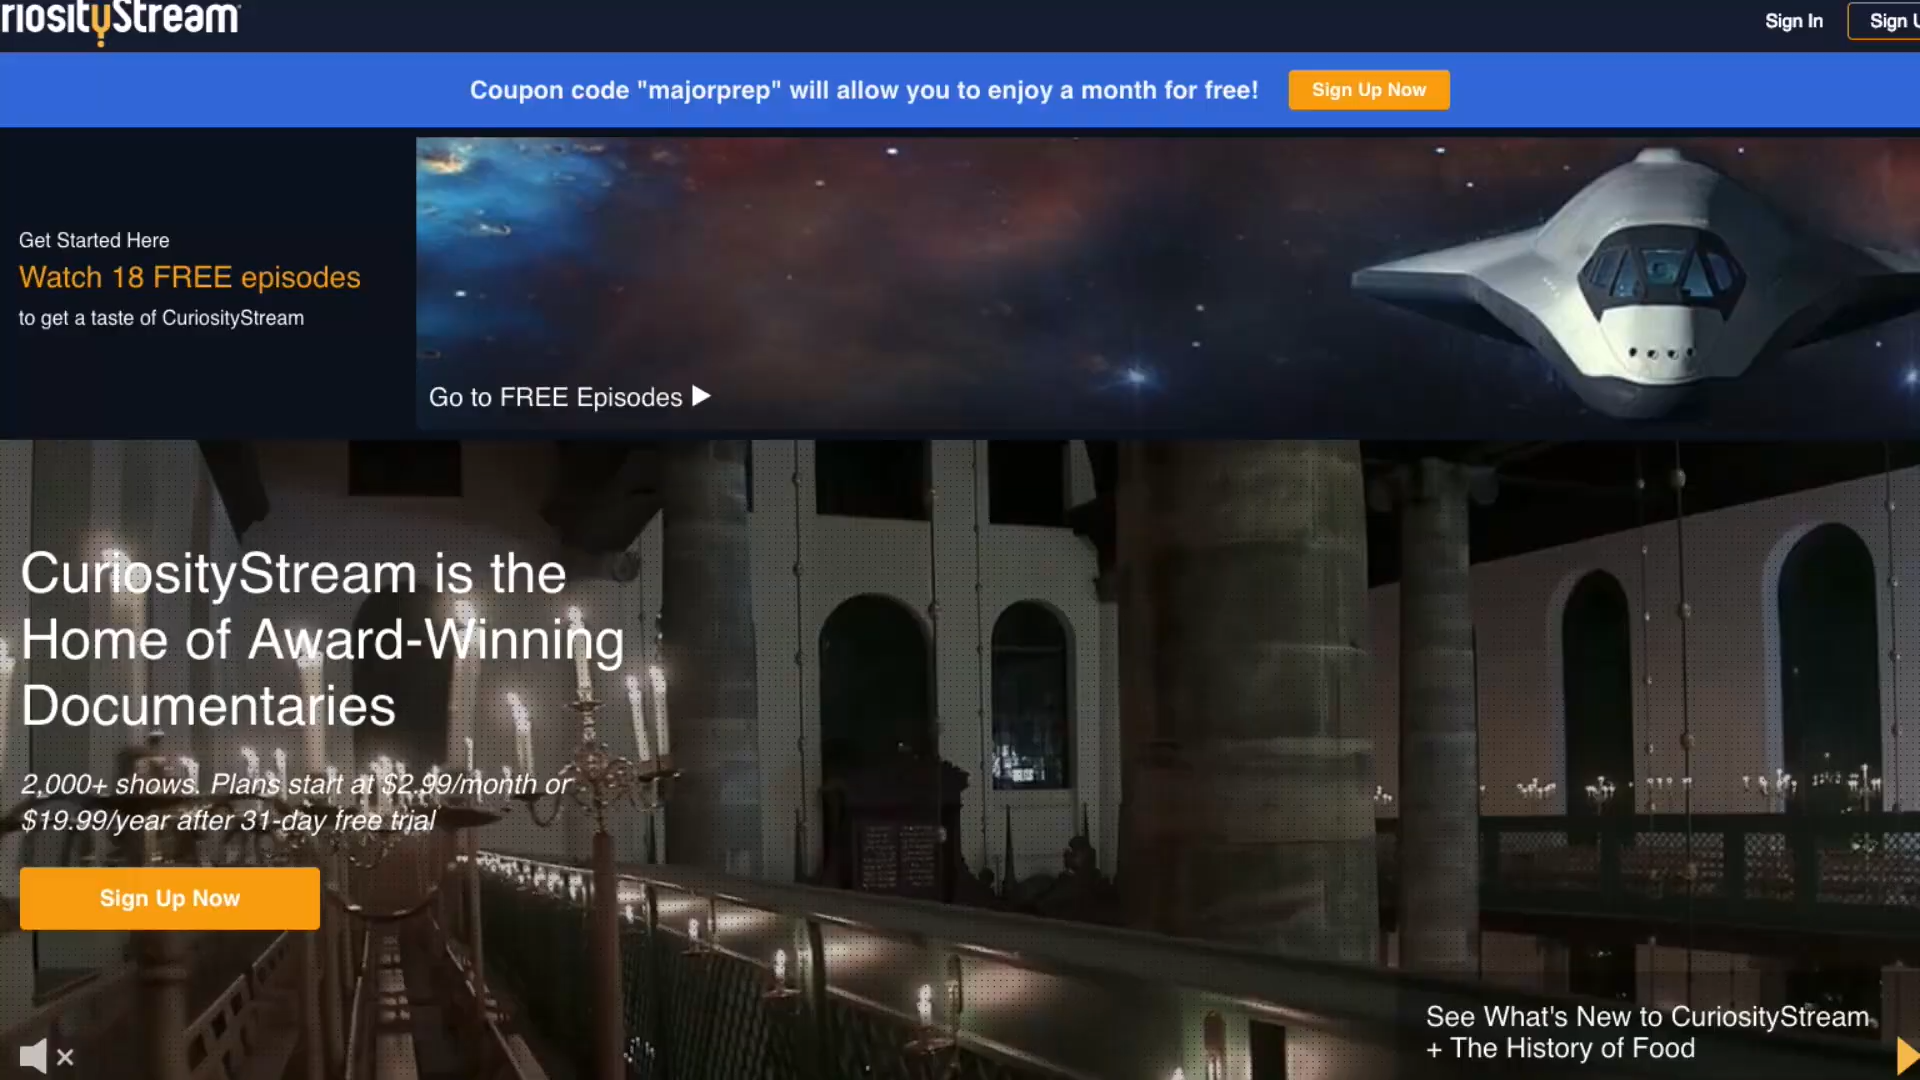 riosityStream
Sign In
Sign U
Coupon code "majorprep" will allow you to enjoy a month for free!
Sign Up Now
Get Started Here
Watch 18 FREE episodes
to get a taste of CuriosityStream
Go to FREE Episodes
CuriosityStream is the
Home of Award-Winning
Documentaries
2,000+ shows. Plans start at $2.99/month or
$19.99/year after 31-day free trial
Sign Up Now
See What's New to CuriosityStream
+ The History of Food